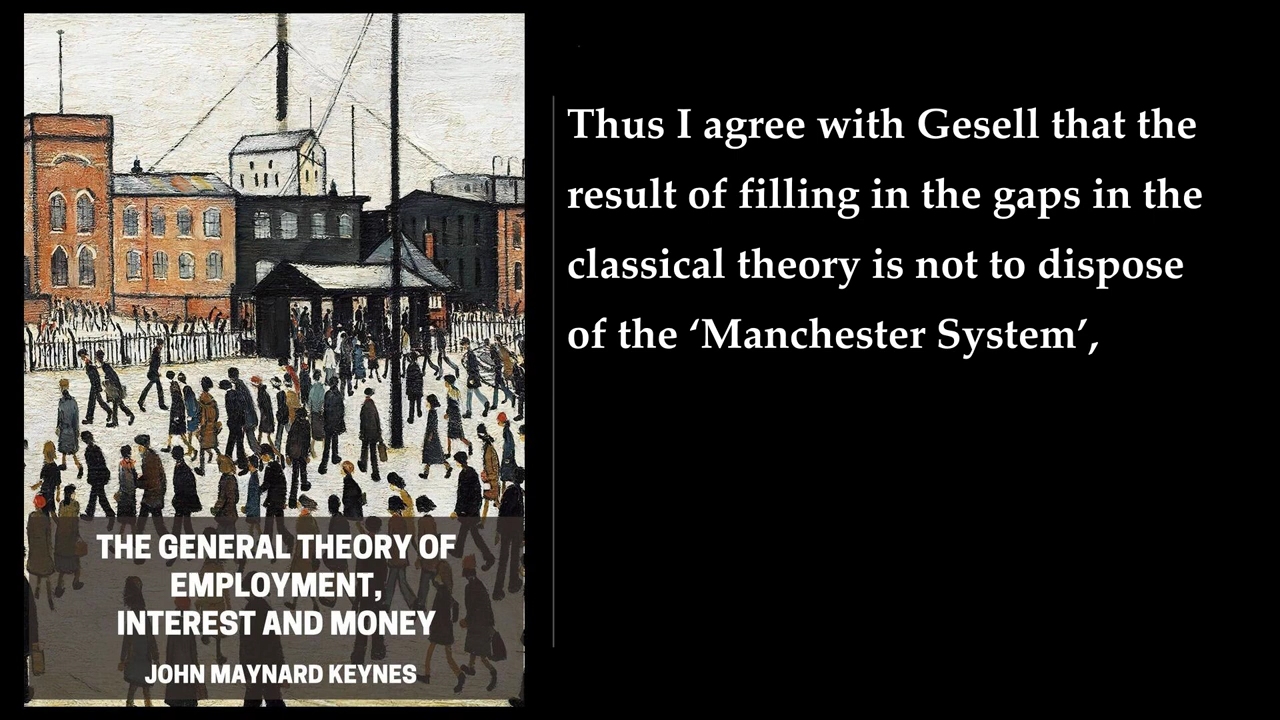 THE GENERAL THEORY OF
EMPLOYMENT,
INTEREST AND MONEY
JOHN MAYNARD KEYNES
Thus I agree with Gesell that the
result of filling in the gaps in the
classical theory is not to dispose
of the ‘Manchester System’,